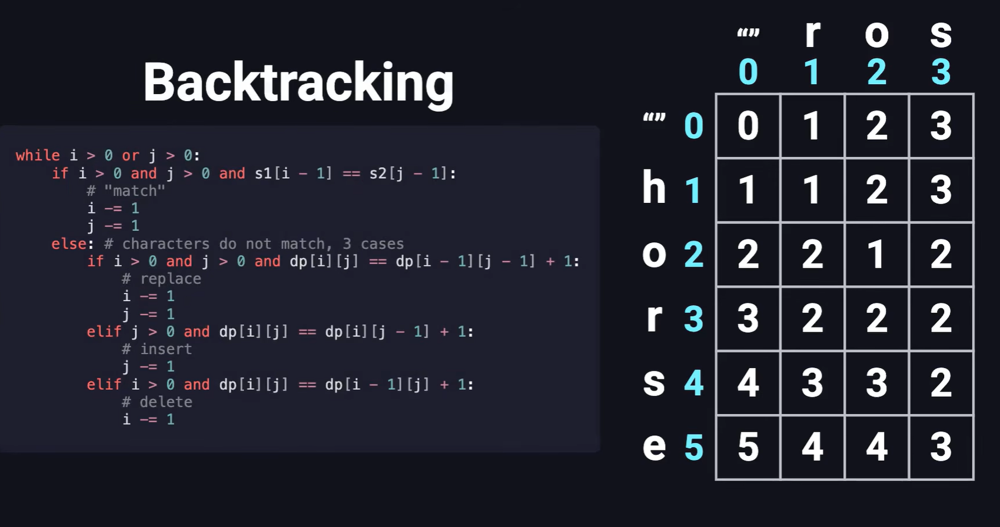 Backtracking
while i > 0 or j > 0:
    if i > 0 and j > 0 and s1[i - 1] == s2[j - 1]:
        # "match"
        i -= 1
        j -= 1
    else: # characters do not match, 3 cases
        if i > 0 and j > 0 and dp[i][j] == dp[i - 1][j - 1] + 1:
            # replace
            i -= 1
            j -= 1
        elif j > 0 and dp[i][j] == dp[i][j - 1] + 1:
            # insert
            j -= 1
        elif i > 0 and dp[i][j] == dp[i - 1][j] + 1:
            # delete
            i -= 1
“” r o s
0 1 2 3
“” 0 0 1 2 3
h 1 1 1 2 3
o 2 2 2 1 2
r 3 3 2 2 2
s 4 4 3 3 2
e 5 5 4 4 3